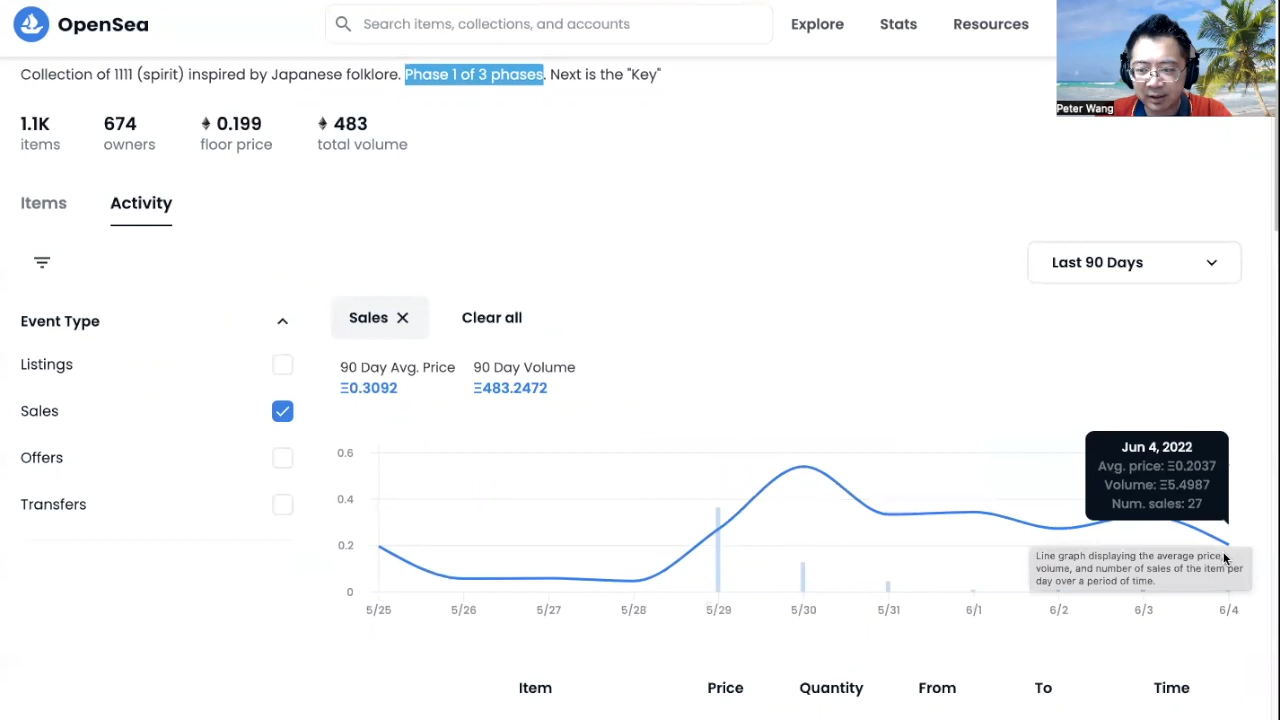 OpenSea
Search items, collections, and accounts
Explore
Stats
Resources
Peter Wang
Collection of 1111 (spirit) inspired by Japanese folklore. Phase 1 of 3 phases. Next is the "Key"
1.1K
674
0.199
483
items
owners
floor price
total volume
Items
Activity
Last 90 Days
Event Type
Listings
Sales
Offers
Transfers
Sales
Clear all
90 Day Avg. Price
90 Day Volume
Ξ0.3092
Ξ483.2472
0.6
0.4
0.2
0
Jun 4, 2022
Avg. price: Ξ0.2037
Volume: Ξ5.4987
Num. sales: 27
Line graph displaying the average price,
volume, and number of sales of the item per
day over a period of time.
5/25
5/26
5/27
5/28
5/29
5/30
5/31
6/1
6/2
6/3
6/4
Item
Price
Quantity
From
To
Time